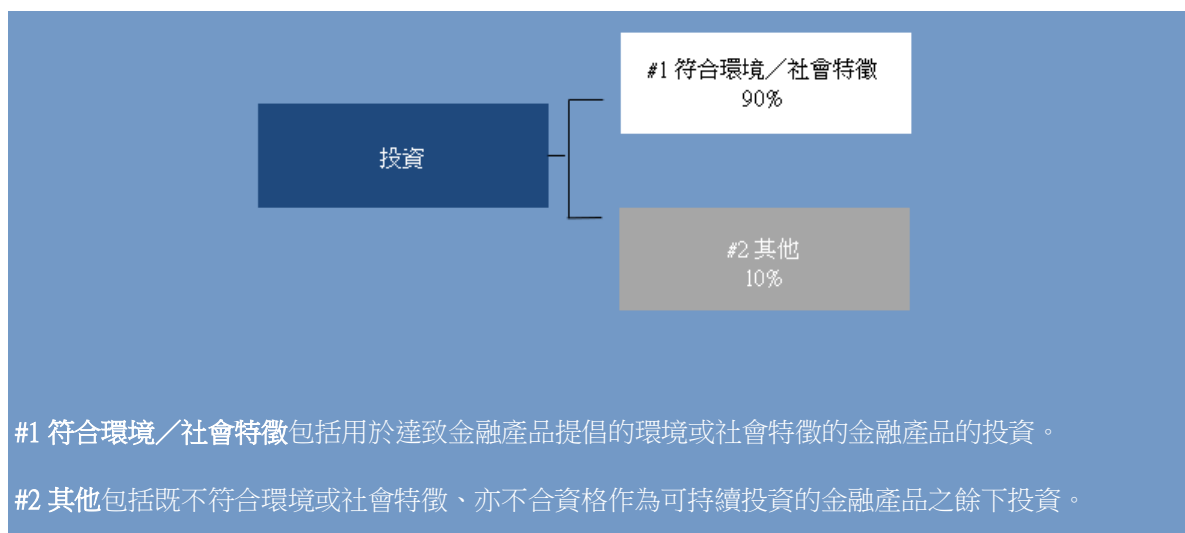 #1 符合環境／社會特徵
90%
投資
#2 其他
10%
#1 符合環境／社會特徵包括用於達致金融產品提倡的環境或社會特徵的金融產品的投資。
#2 其他包括既不符合環境或社會特徵、亦不合資格作為可持續投資的金融產品之餘下投資。